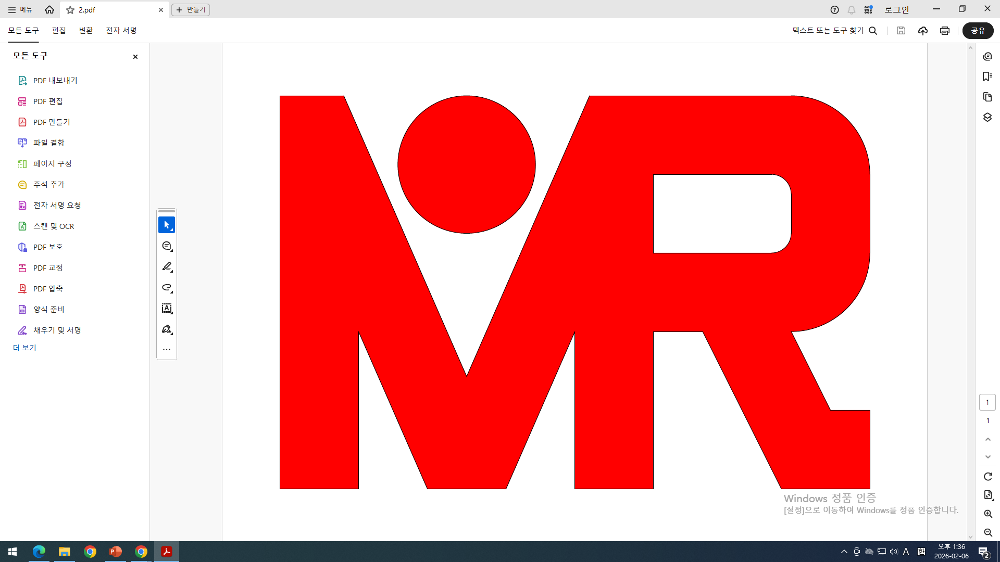 메뉴
2.pdf
만들기
로그인
모든 도구
편집
변환
전자 서명
텍스트 또는 도구 찾기
공유
모든 도구
PDF 내보내기
PDF 편집
PDF 만들기
파일 결합
페이지 구성
주석 추가
전자 서명 요청
스캔 및 OCR
PDF 보호
PDF 교정
PDF 압축
양식 준비
채우기 및 서명
더 보기
MR
1
1
Windows 정품 인증
[설정]으로 이동하여 Windows를 정품 인증합니다.
A
한
오후 1:36
2026-02-06
2